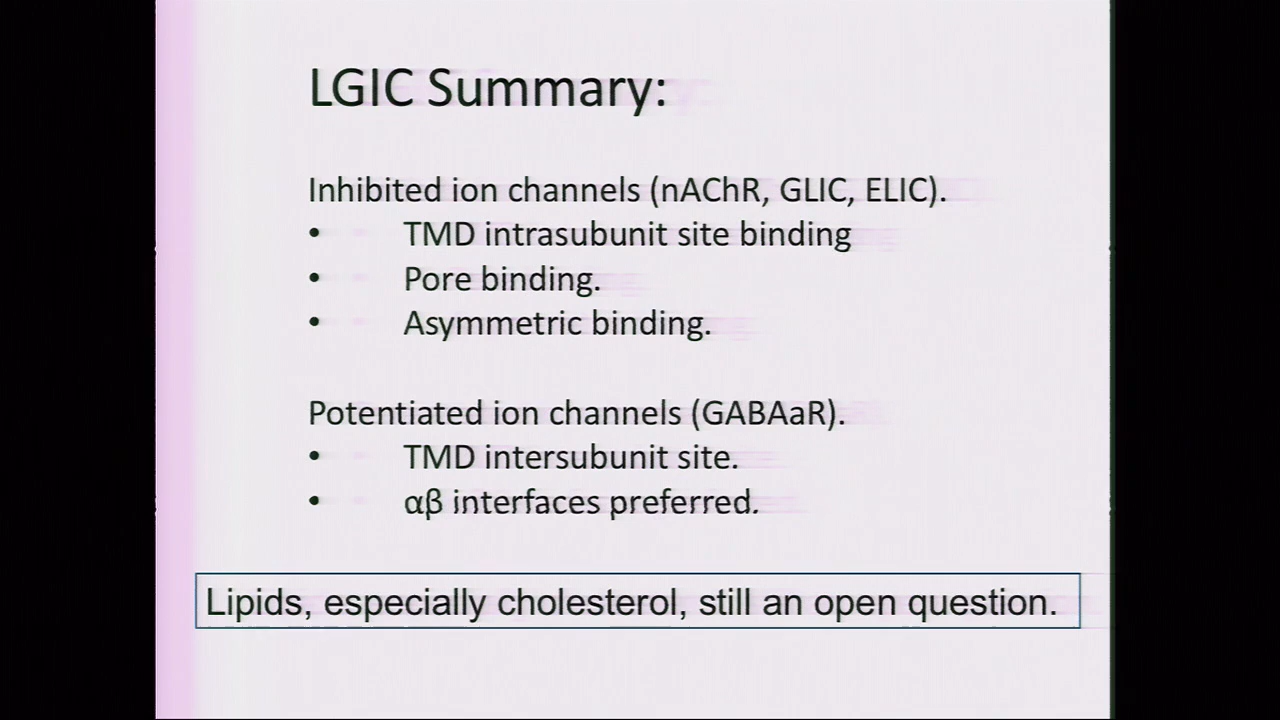 LGIC Summary:
Inhibited ion channels (nAChR, GLIC, ELIC).
• TMD intrasubunit site binding
• Pore binding.
• Asymmetric binding.
Potentiated ion channels (GABAaR).
• TMD intersubunit site.
• αβ interfaces preferred.
Lipids, especially cholesterol, still an open question.